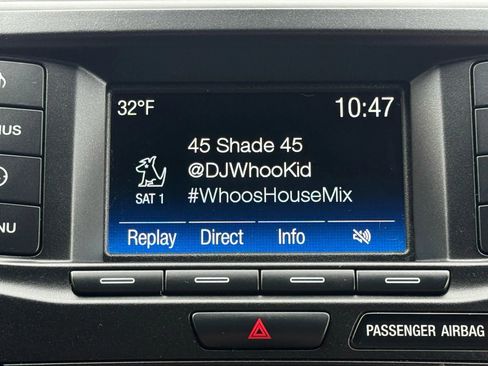 32°F
10:47
45 Shade 45
@DJWhooKid
SAT 1
#WhoosHouseMix
Replay
Direct
Info
PASSENGER AIRBAG